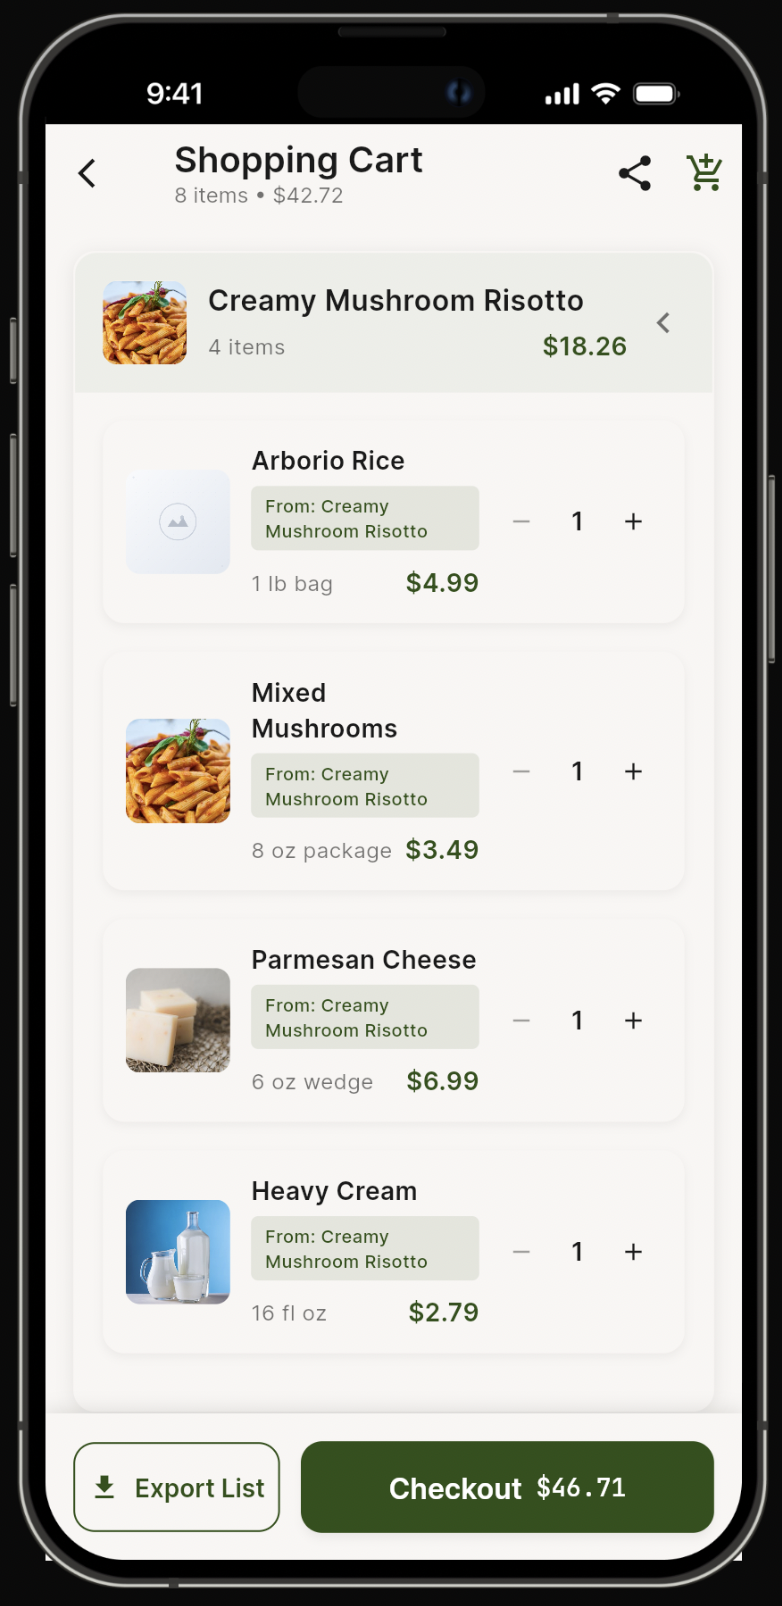 9:41
Shopping Cart
8 items • $42.72
Creamy Mushroom Risotto
4 items $18.26
Arborio Rice
From: Creamy
Mushroom Risotto
1
1 lb bag $4.99
Mixed
Mushrooms
From: Creamy
Mushroom Risotto
1
8 oz package $3.49
Parmesan Cheese
From: Creamy
Mushroom Risotto
1
6 oz wedge $6.99
Heavy Cream
From: Creamy
Mushroom Risotto
1
16 fl oz $2.79
Export List
Checkout $46.71